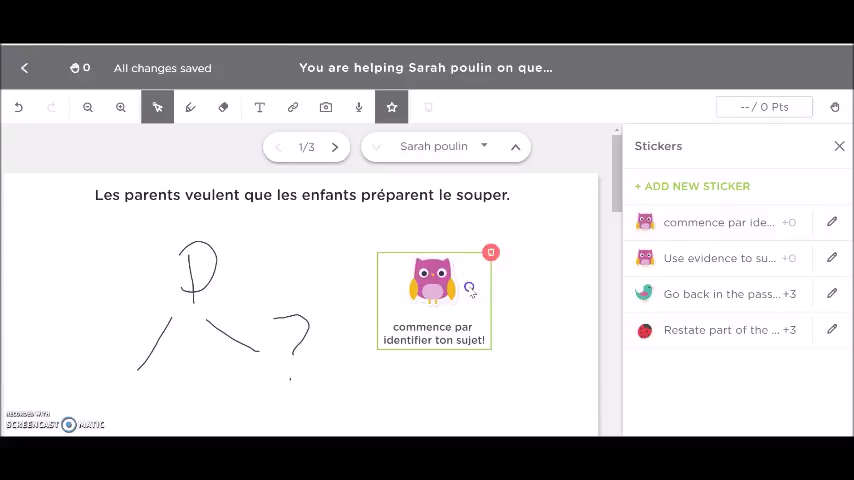 0 All changes saved You are helping Sarah poulin on que...
T -- / 0 Pts
1/3 Sarah poulin
Stickers
+ ADD NEW STICKER
Les parents veulent que les enfants préparent le souper.
commence par ide... +0
Use evidence to su... +0
Go back in the pass... +3
Restate part of the ... +3
P
?
commence par
identifier ton sujet!
RECORDED WITH
SCREENCAST MATIC